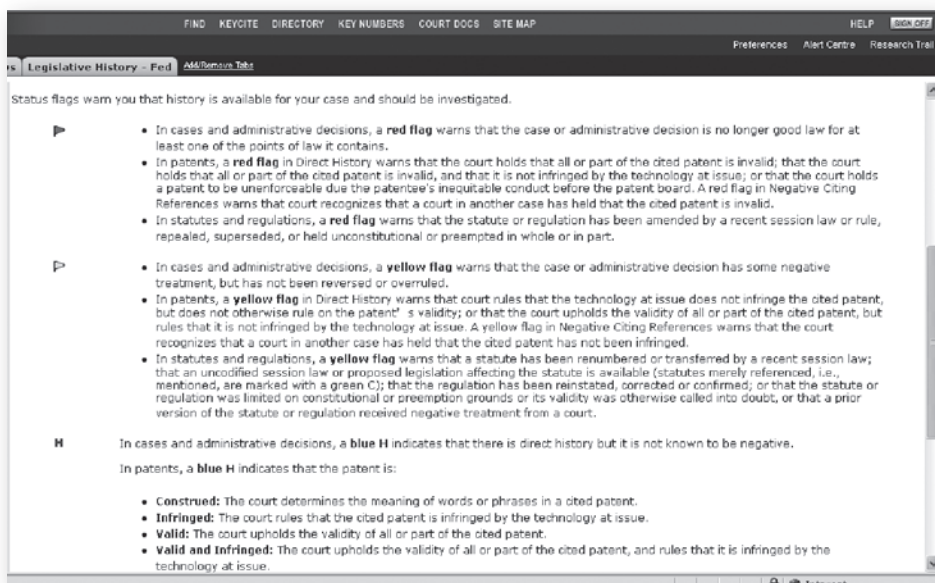 FIND KEYCITE DIRECTORY KEY NUMBERS COURT DOCS SITE MAP HELP SIGN OFF
Preferences Alert Centre Research Trail
s Legislative History - Fed Add/Remove Tabs
Status flags warn you that history is available for your case and should be investigated.
• In cases and administrative decisions, a red flag warns that the case or administrative decision is no longer good law for at
least one of the points of law it contains.
• In patents, a red flag in Direct History warns that the court holds that all or part of the cited patent is invalid; that the court
holds that all or part of the cited patent is invalid, and that it is not infringed by the technology at issue; or that the court holds
a patent to be unenforceable due the patentee's inequitable conduct before the patent board. A red flag in Negative Citing
References warns that court recognizes that a court in another case has held that the cited patent is invalid.
• In statutes and regulations, a red flag warns that the statute or regulation has been amended by a recent session law or rule,
repealed, superseded, or held unconstitutional or preempted in whole or in part.
• In cases and administrative decisions, a yellow flag warns that the case or administrative decision has some negative
treatment, but has not been reversed or overruled.
• In patents, a yellow flag in Direct History warns that court rules that the technology at issue does not infringe the cited patent,
but does not otherwise rule on the patent' s validity; or that the court upholds the validity of all or part of the cited patent, but
rules that it is not infringed by the technology at issue. A yellow flag in Negative Citing References warns that the court
recognizes that a court in another case has held that the cited patent has not been infringed.
• In statutes and regulations, a yellow flag warns that a statute has been renumbered or transferred by a recent session law;
that an uncodified session law or proposed legislation affecting the statute is available (statutes merely referenced, i.e.,
mentioned, are marked with a green C); that the regulation has been reinstated, corrected or confirmed; or that the statute or
regulation was limited on constitutional or preemption grounds or its validity was otherwise called into doubt, or that a prior
version of the statute or regulation received negative treatment from a court.
H In cases and administrative decisions, a blue H indicates that there is direct history but it is not known to be negative.
In patents, a blue H indicates that the patent is:
• Construed: The court determines the meaning of words or phrases in a cited patent.
• Infringed: The court rules that the cited patent is infringed by the technology at issue.
• Valid: The court upholds the validity of all or part of the cited patent.
• Valid and Infringed: The court upholds the validity of all or part of the cited patent, and rules that it is infringed by the
technology at issue.